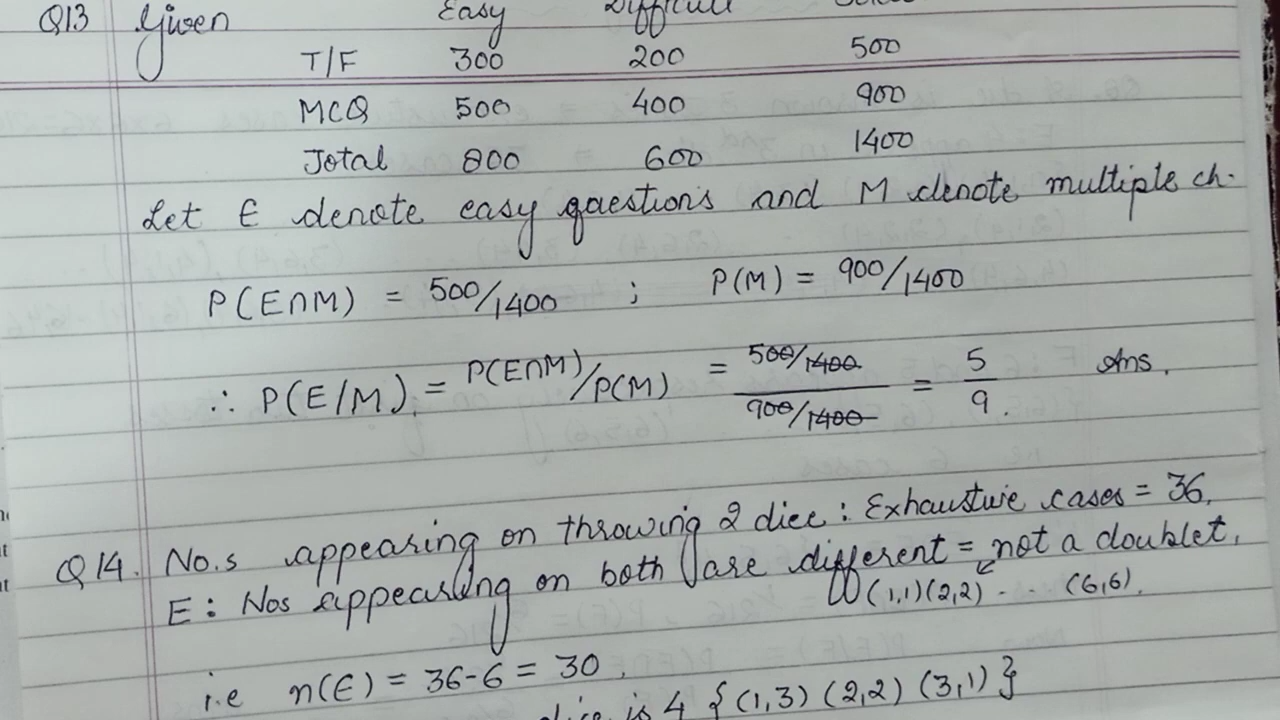 Q13 Given Easy Difficult
T/F 300 200 500
MCQ 500 400 900
Total 800 600 1400
Let E denote easy questions and M denote multiple ch.
P(E∩M) = 500/1400 ; P(M) = 900/1400
∴ P(E/M) = P(E∩M)/P(M) = 500/1400 / 900/1400 = 5/9 Ans.
Q14. No.s appearing on throwing 2 dice : Exhaustive cases = 36.
E : Nos appearing on both are different = not a doublet.
(1,1)(2,2) - - (6,6).
i.e n(E) = 36-6 = 30.
dice is 4 {(1,3) (2,2) (3,1)}